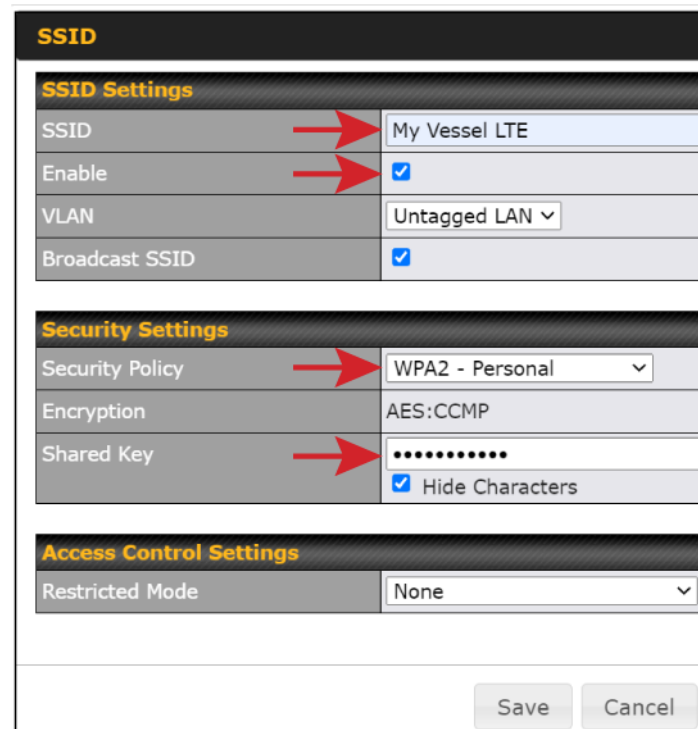 SSID
SSID Settings
SSID My Vessel LTE
Enable
VLAN Untagged LAN
Broadcast SSID
Security Settings
Security Policy WPA2 - Personal
Encryption AES:CCMP
Shared Key •••••••••••
Hide Characters
Access Control Settings
Restricted Mode None
Save Cancel